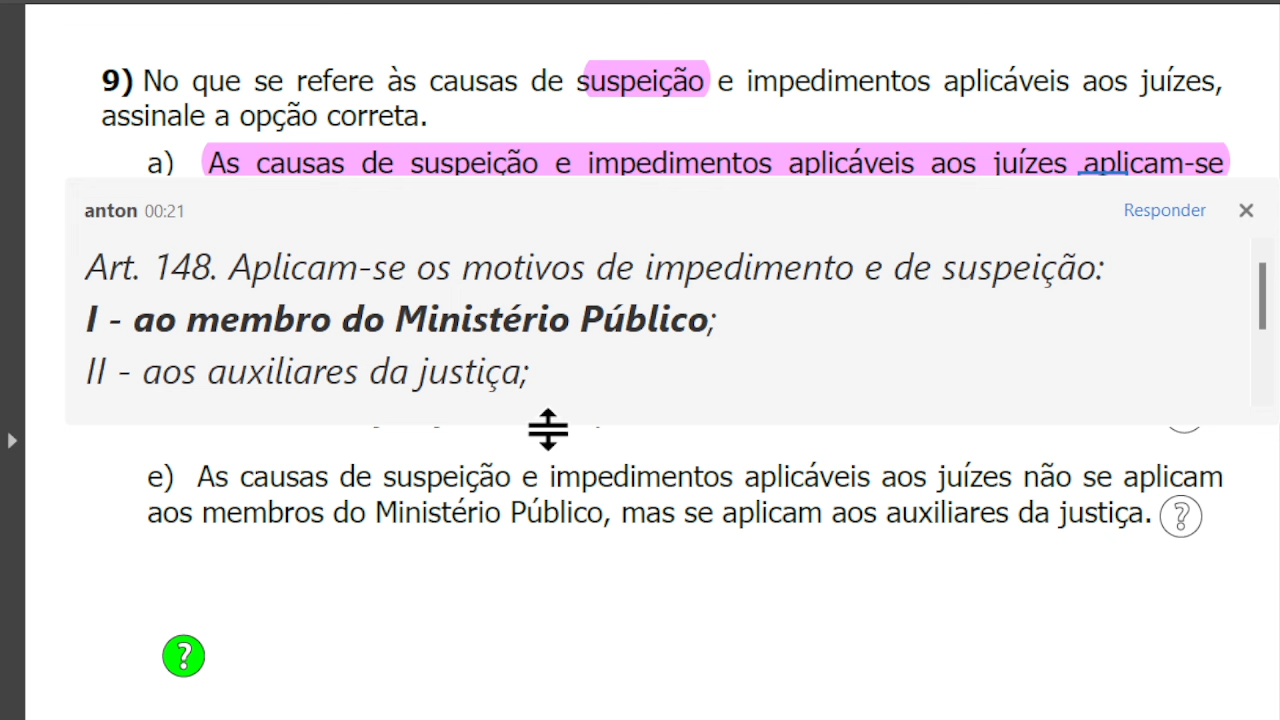 9) No que se refere às causas de suspeição e impedimentos aplicáveis aos juízes,
assinale a opção correta.
a) As causas de suspeição e impedimentos aplicáveis aos juízes aplicam-se
anton 00:21 Responder ×
Art. 148. Aplicam-se os motivos de impedimento e de suspeição:
I - ao membro do Ministério Público;
II - aos auxiliares da justiça;
e) As causas de suspeição e impedimentos aplicáveis aos juízes não se aplicam
aos membros do Ministério Público, mas se aplicam aos auxiliares da justiça. ?
?